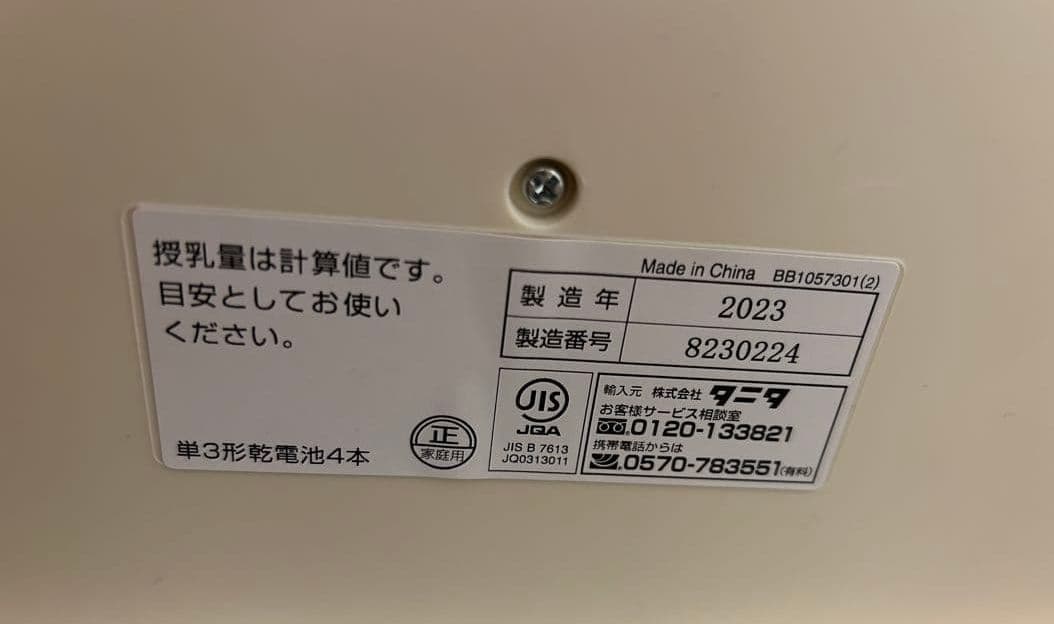 授乳量は計算値です。
目安としてお使い
ください。
単3形乾電池4本
正
家庭用
Made in China BB1057301(2)
製造年 2023
製造番号 8230224
JIS
JQA
JIS B 7613
JQ0313011
輸入元 株式会社 タニタ
お客様サービス相談室
0120-133821
携帯電話からは
0570-783551(有料)